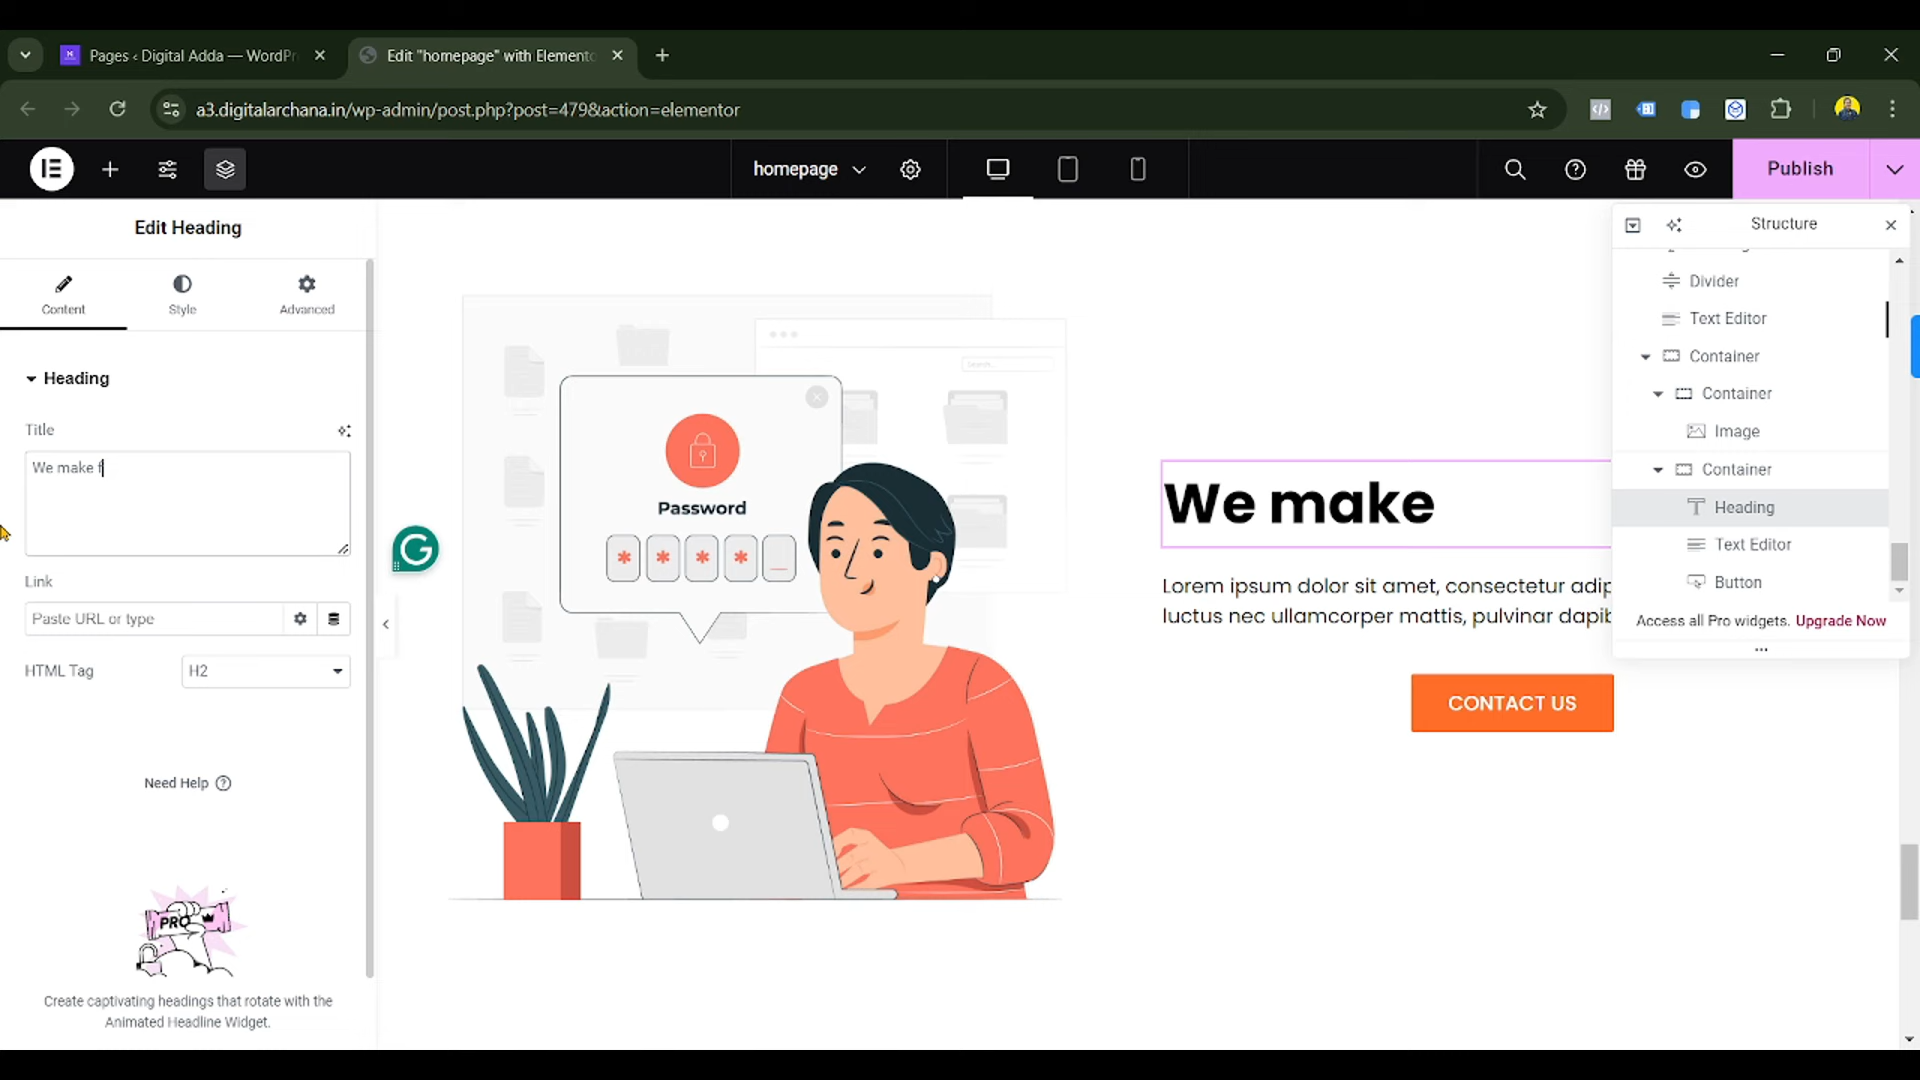 Pages ‹ Digital Adda — WordPr
Edit "homepage" with Elemento
a3.digitalarchana.in/wp-admin/post.php?post=479&action=elementor
homepage
Publish
Edit Heading
Content
Style
Advanced
Heading
Title
We make f
Link
Paste URL or type
HTML Tag
H2
Need Help
PRO
Create captivating headings that rotate with the
Animated Headline Widget.
Search...
Password
We make
Lorem ipsum dolor sit amet, consectetur adip
luctus nec ullamcorper mattis, pulvinar dapib
CONTACT US
Structure
Divider
Text Editor
Container
Container
Image
Container
Heading
Text Editor
Button
Access all Pro widgets. Upgrade Now